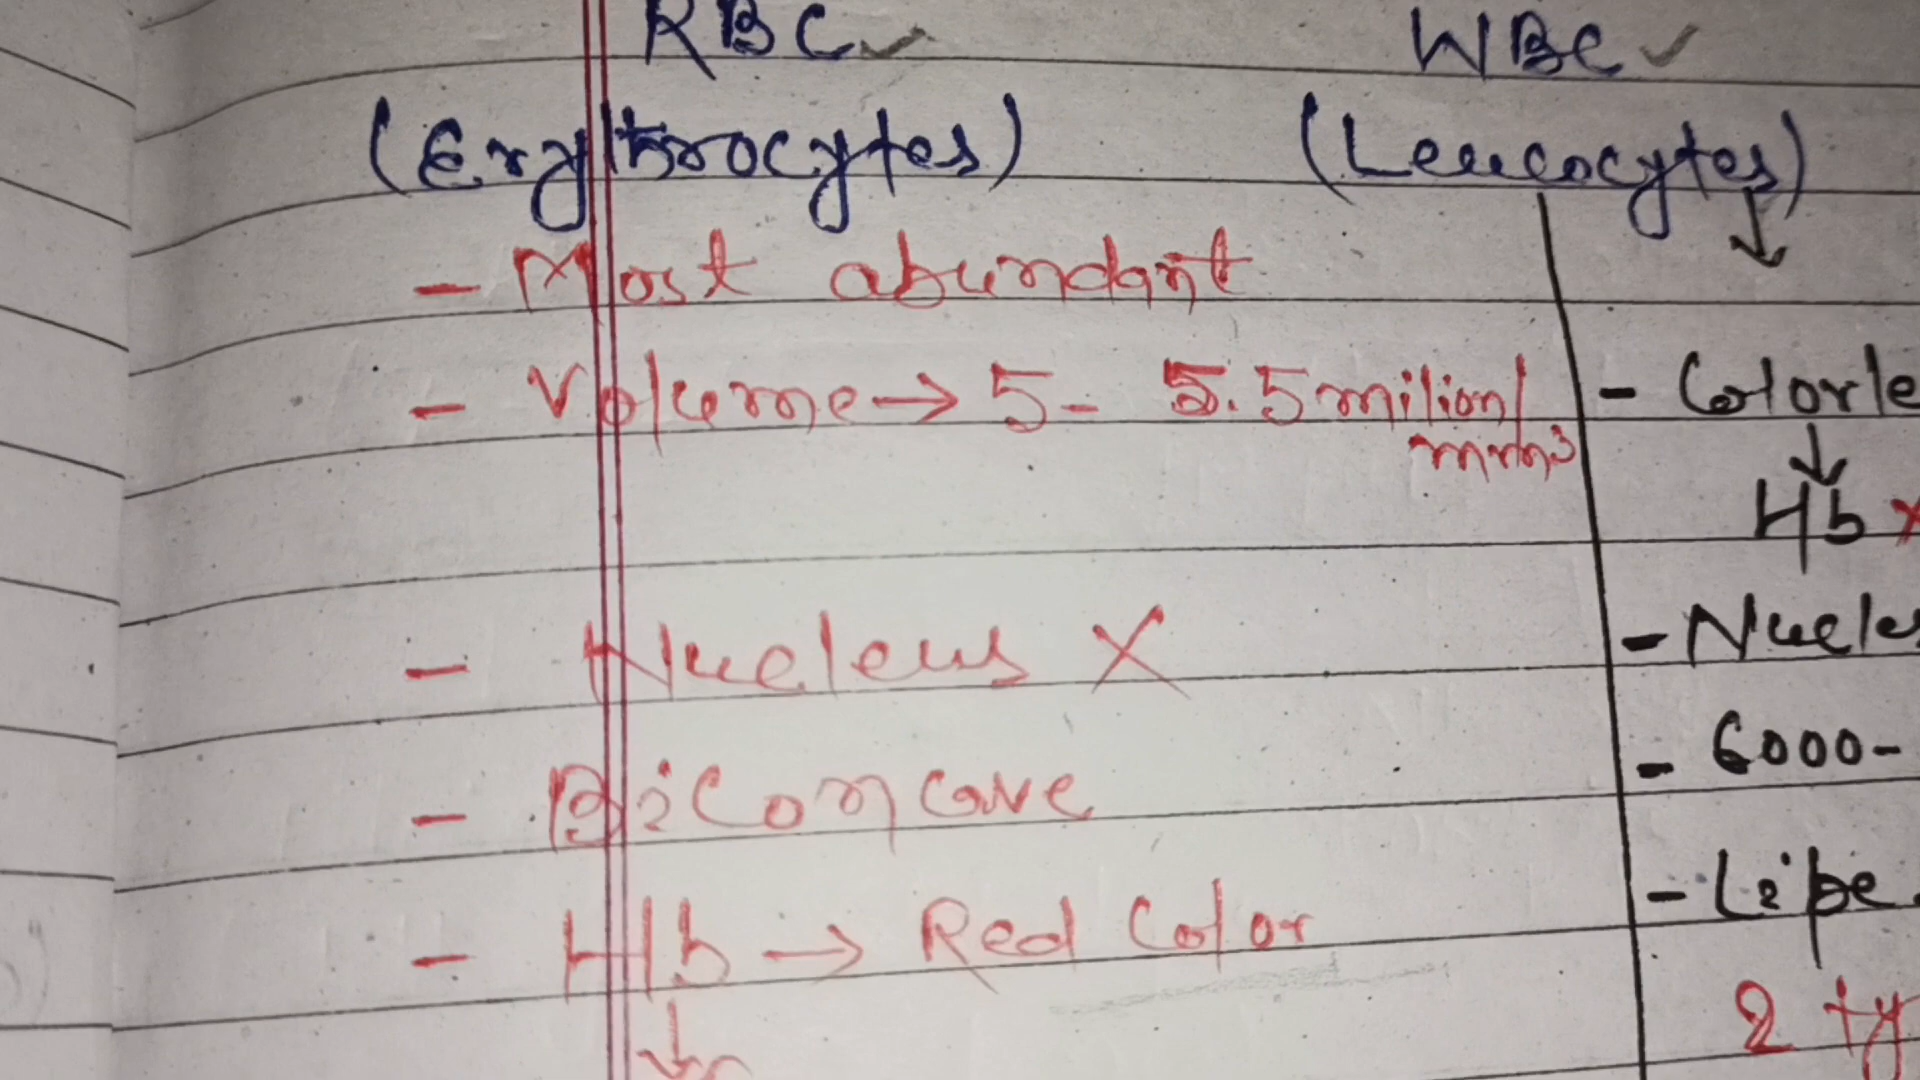 RBC ✓ WBC ✓
(Erythrocytes) (Leucocytes)
↓
- Most abundant
- Volume → 5 - 5.5 milion/
mm3
- Colorle
↓
Hb x
- Nucleus X
- Nucle
- 6000-
- Biconcave
- Hb → Red Color
↓
2 ty